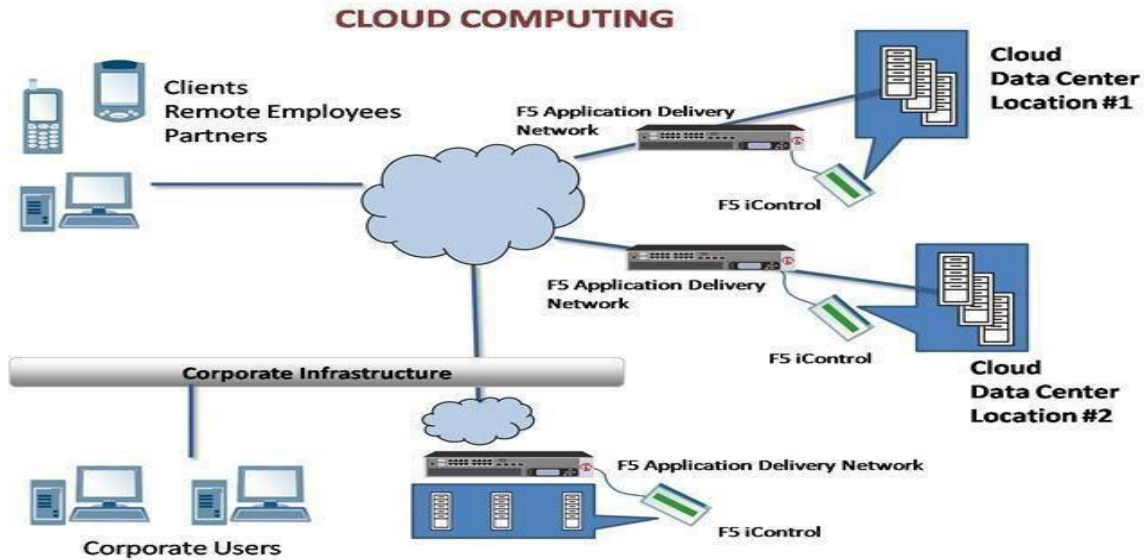 CLOUD COMPUTING
Clients
Remote Employees
Partners
F5 Application Delivery
Network
F5 iControl
Cloud
Data Center
Location #1
F5 Application Delivery
Network
F5 iControl
Cloud
Data Center
Location #2
Corporate Infrastructure
F5 Application Delivery Network
F5 iControl
Corporate Users